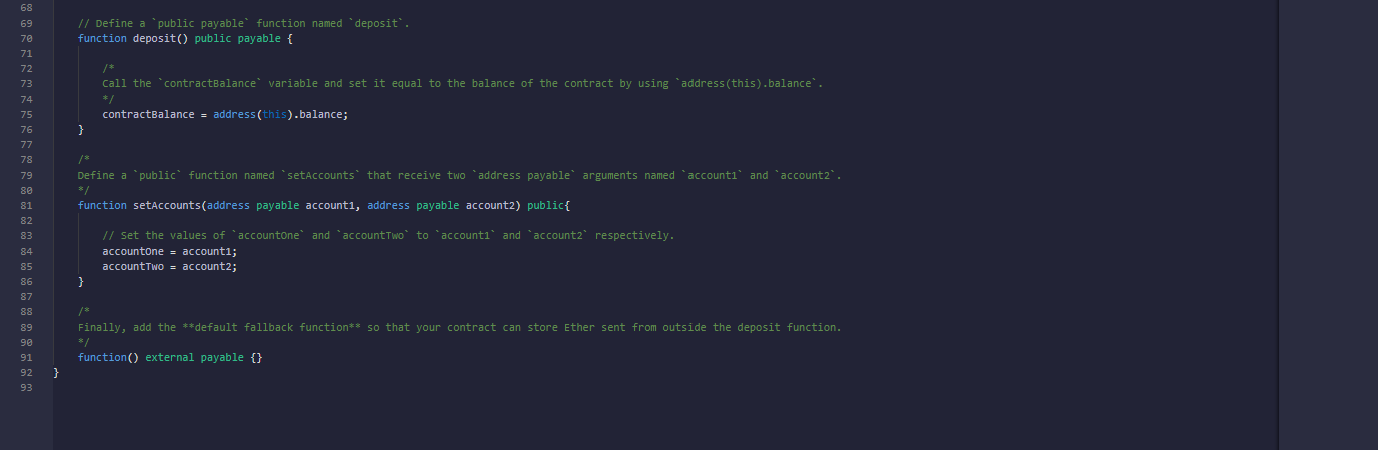 68
69 // Define a `public payable` function named `deposit`.
70 function deposit() public payable {
71
72 /*
73 Call the `contractBalance` variable and set it equal to the balance of the contract by using `address(this).balance`.
74 */
75 contractBalance = address(this).balance;
76 }
77
78 /*
79 Define a `public` function named `setAccounts` that receive two `address payable` arguments named `account1` and `account2`.
80 */
81 function setAccounts(address payable account1, address payable account2) public{
82
83 // Set the values of `accountOne` and `accountTwo` to `account1` and `account2` respectively.
84 accountOne = account1;
85 accountTwo = account2;
86 }
87
88 /*
89 Finally, add the **default fallback function** so that your contract can store Ether sent from outside the deposit function.
90 */
91 function() external payable {}
92 }
93